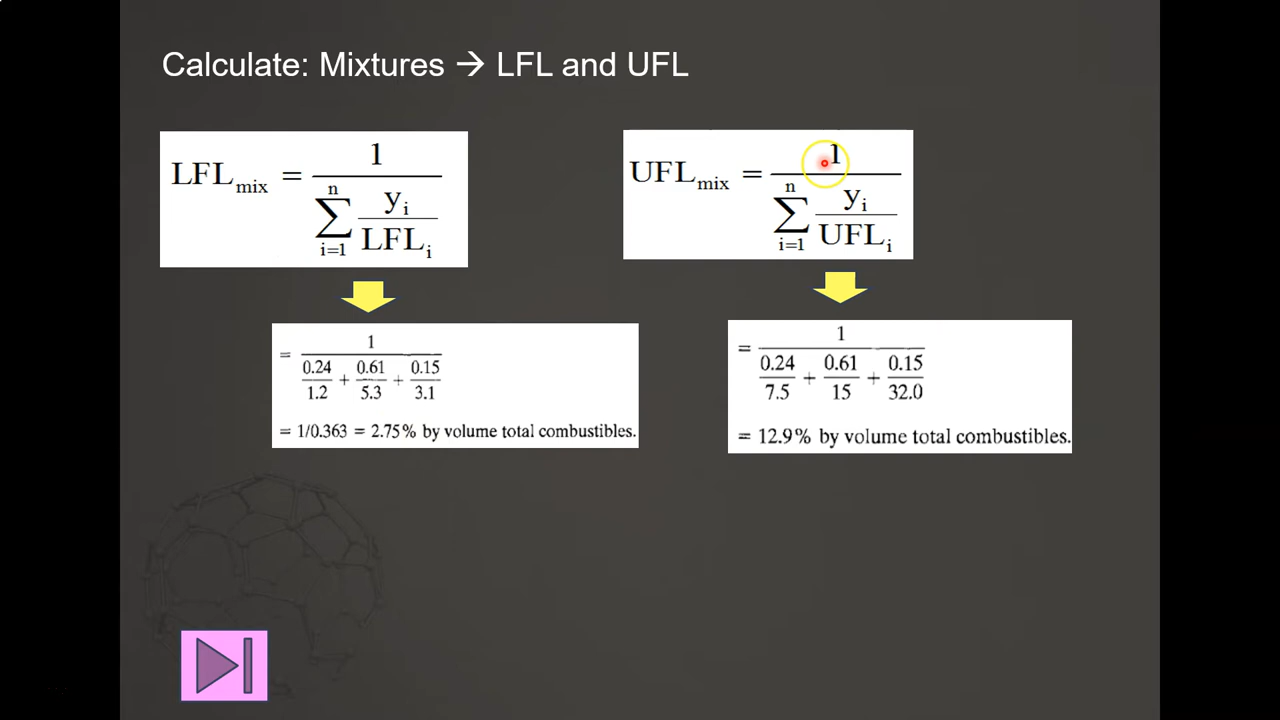 Calculate: Mixtures → LFL and UFL
LFL_mix = 1 / ∑_{i=1}^{n} y_i / LFL_i
UFL_mix = 1 / ∑_{i=1}^{n} y_i / UFL_i
= 1 / (0.24/1.2 + 0.61/5.3 + 0.15/3.1)
= 1/0.363 = 2.75% by volume total combustibles.
= 1 / (0.24/7.5 + 0.61/15 + 0.15/32.0)
= 12.9% by volume total combustibles.